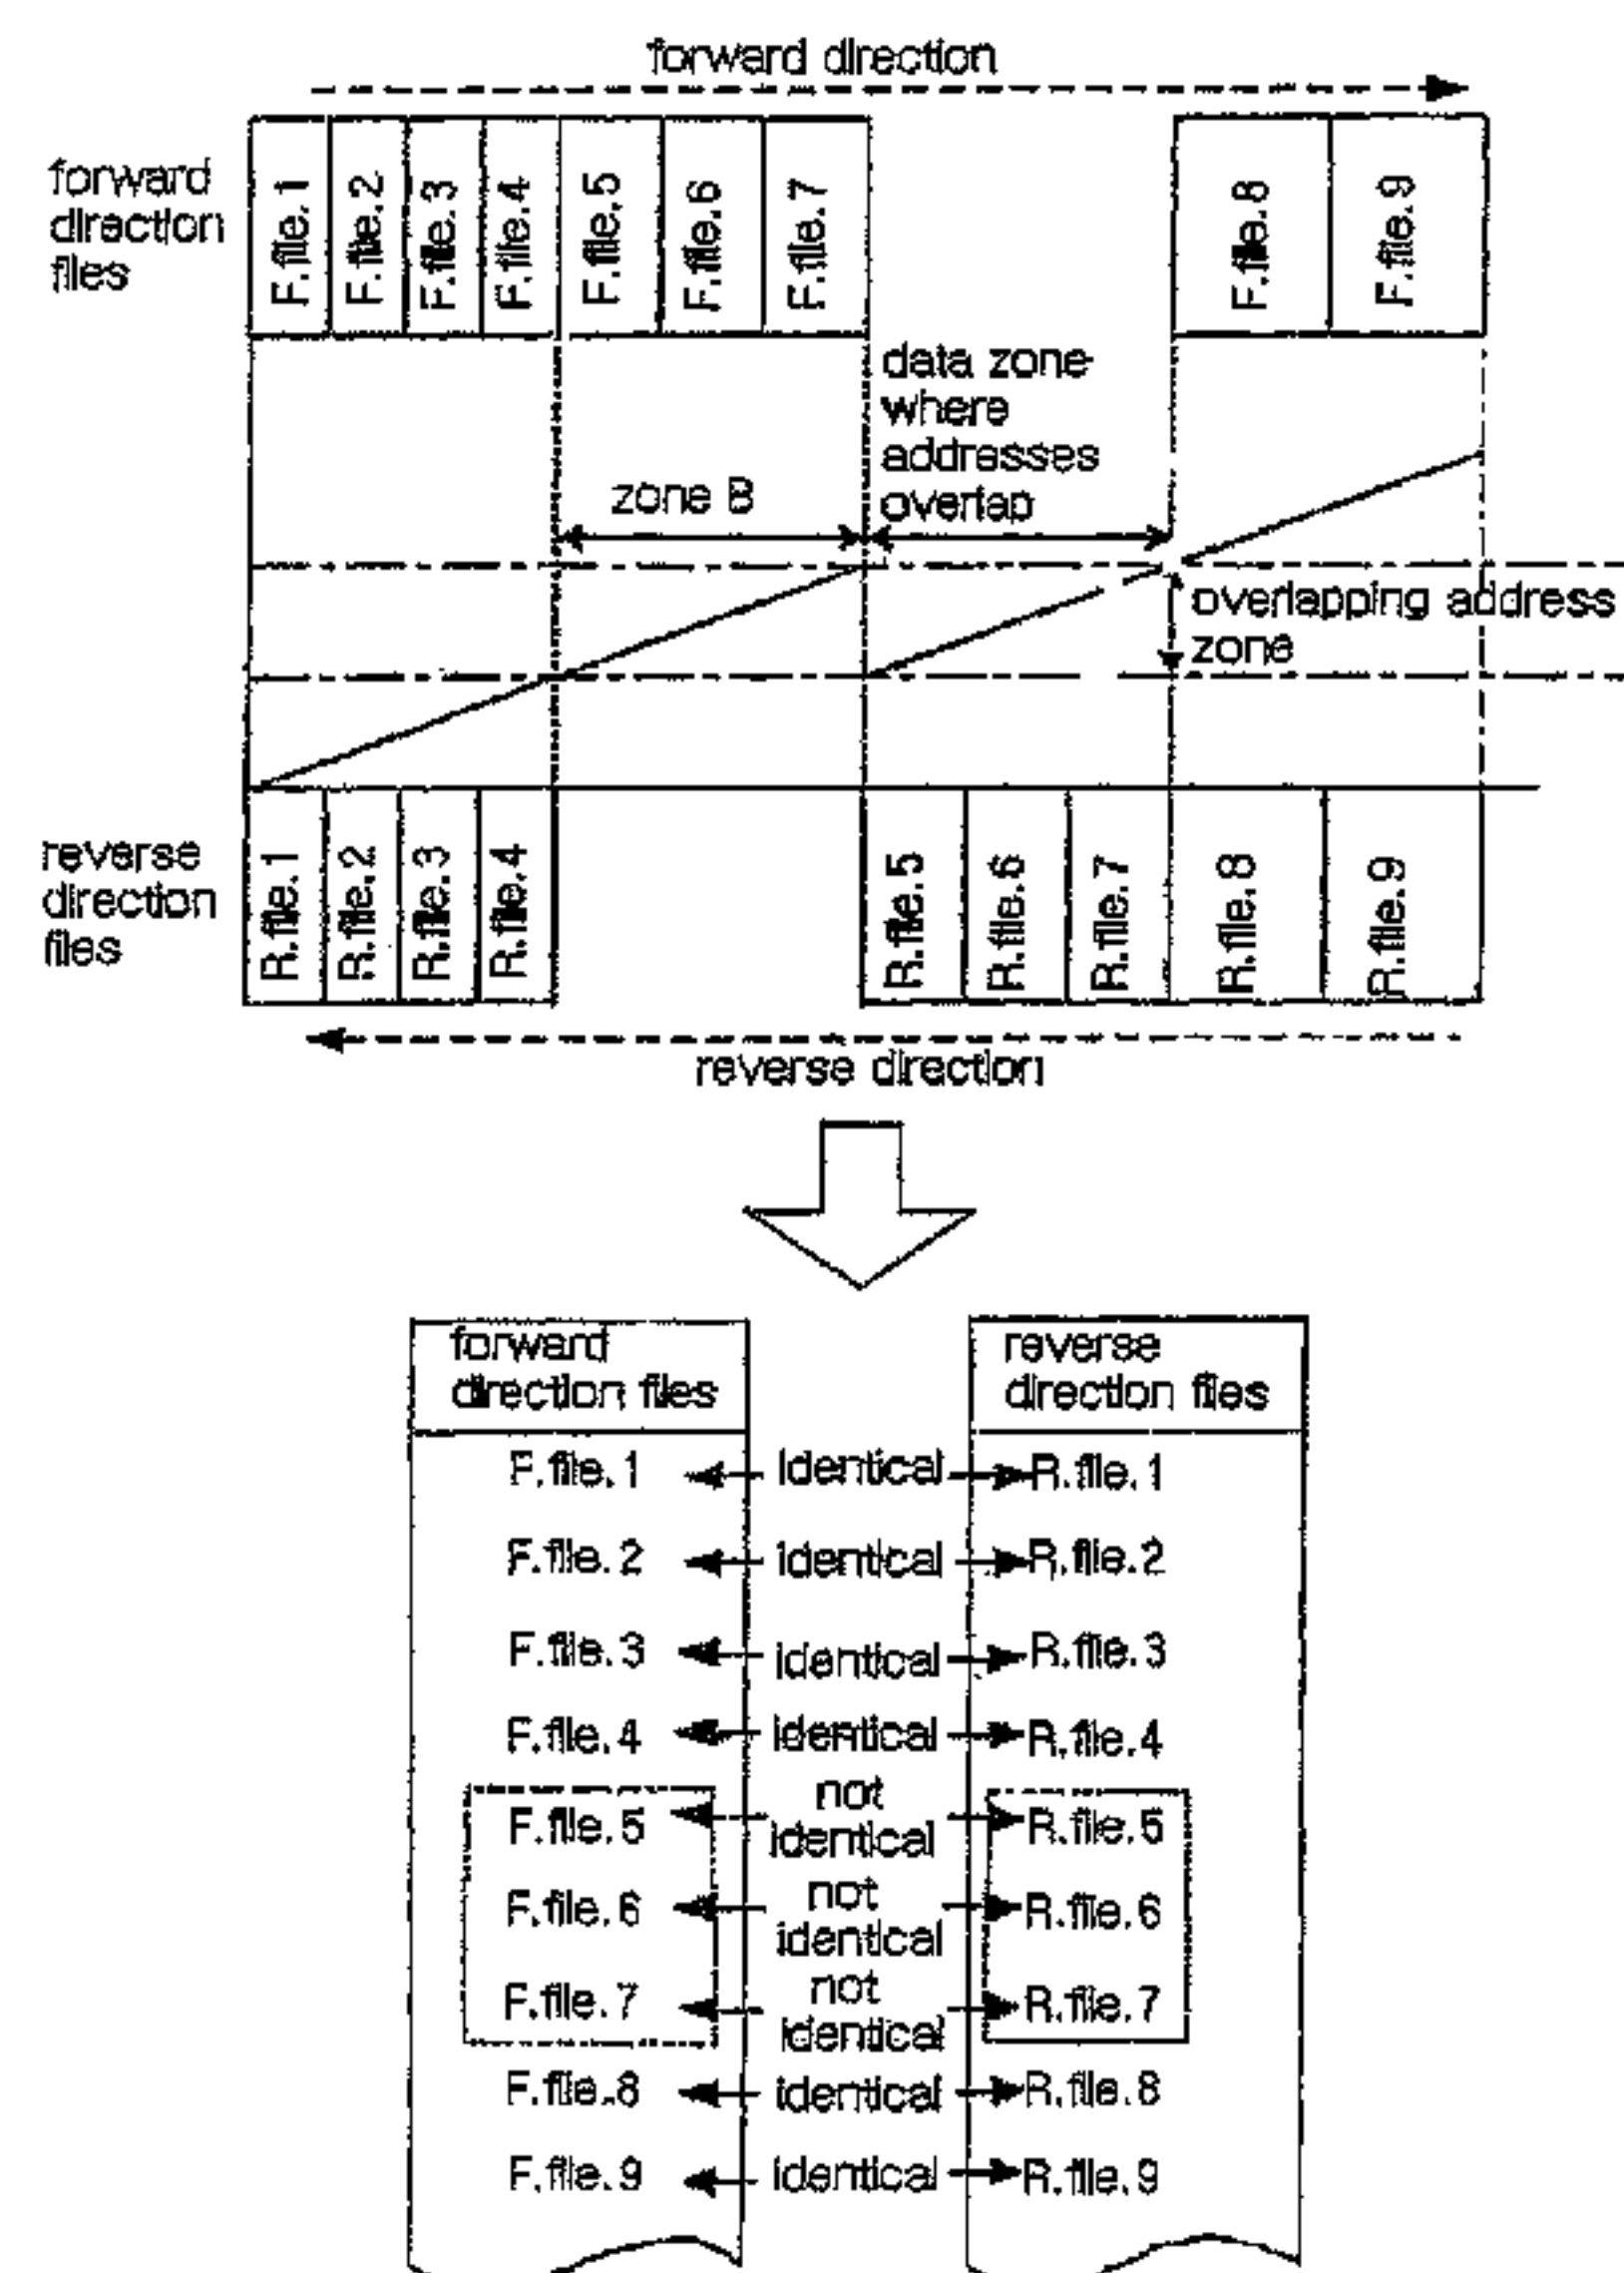 forward direction
forward
direction
files
F.file.1
F.file.2
F.file.3
F.file.4
F.file.5
F.file.6
F.file.7
F.file.8
F.file.9
data zone
where
addresses
overlap
zone B
overlapping address
zone
reverse
direction
files
R.file.1
R.file.2
R.file.3
R.file.4
R.file.5
R.file.6
R.file.7
R.file.8
R.file.9
reverse direction
forward
direction files
reverse
direction files
F.file.1 identical R.file.1
F.file.2 identical R.file.2
F.file.3 identical R.file.3
F.file.4 identical R.file.4
not
F.file.5 identical R.file.5
not
F.file.6 identical R.file.6
not
F.file.7 identical R.file.7
F.file.8 identical R.file.8
F.file.9 identical R.file.9